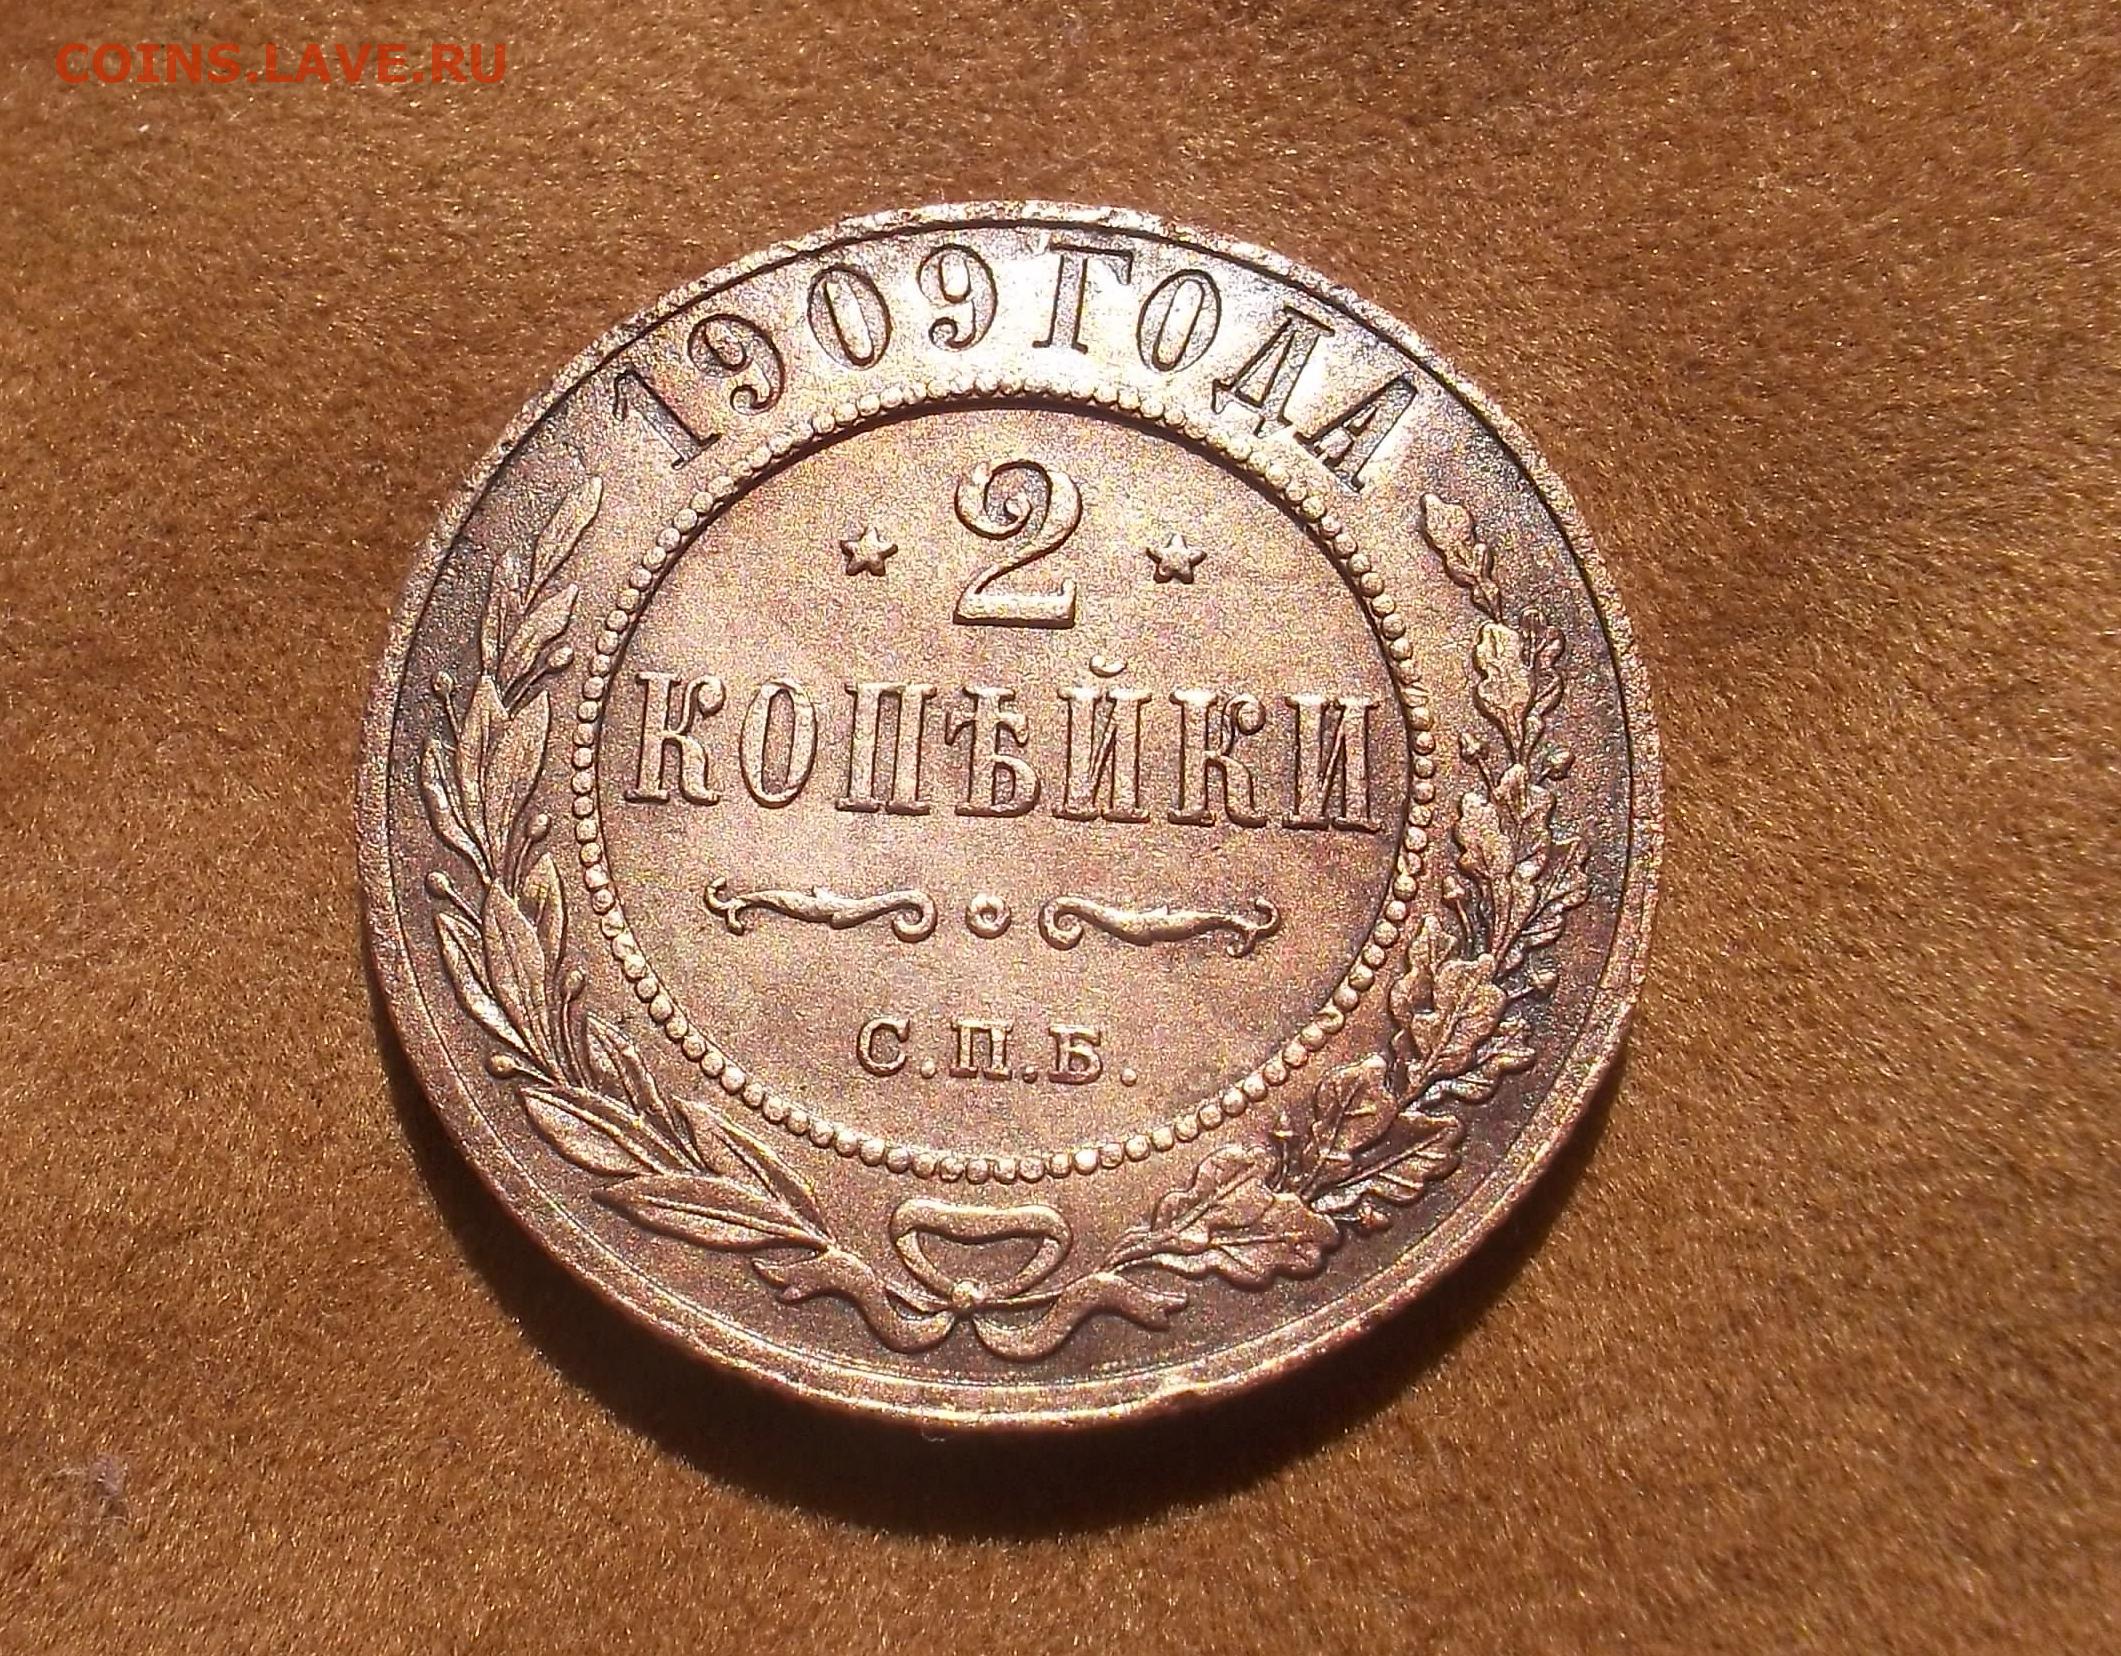 COINS.LAVE.RU
1909 ГОДА
2
КОПѢЙКИ
С.П.Б.